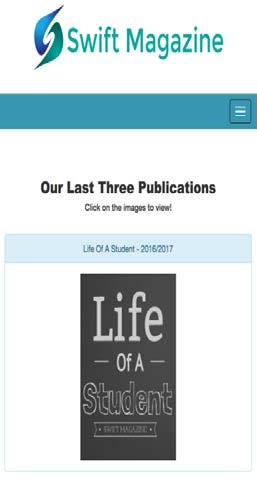 Swift Magazine
Our Last Three Publications
Click on the images to view!
Life Of A Student - 2016/2017
Life
Of A
Student
SWIFT MAGAZINE